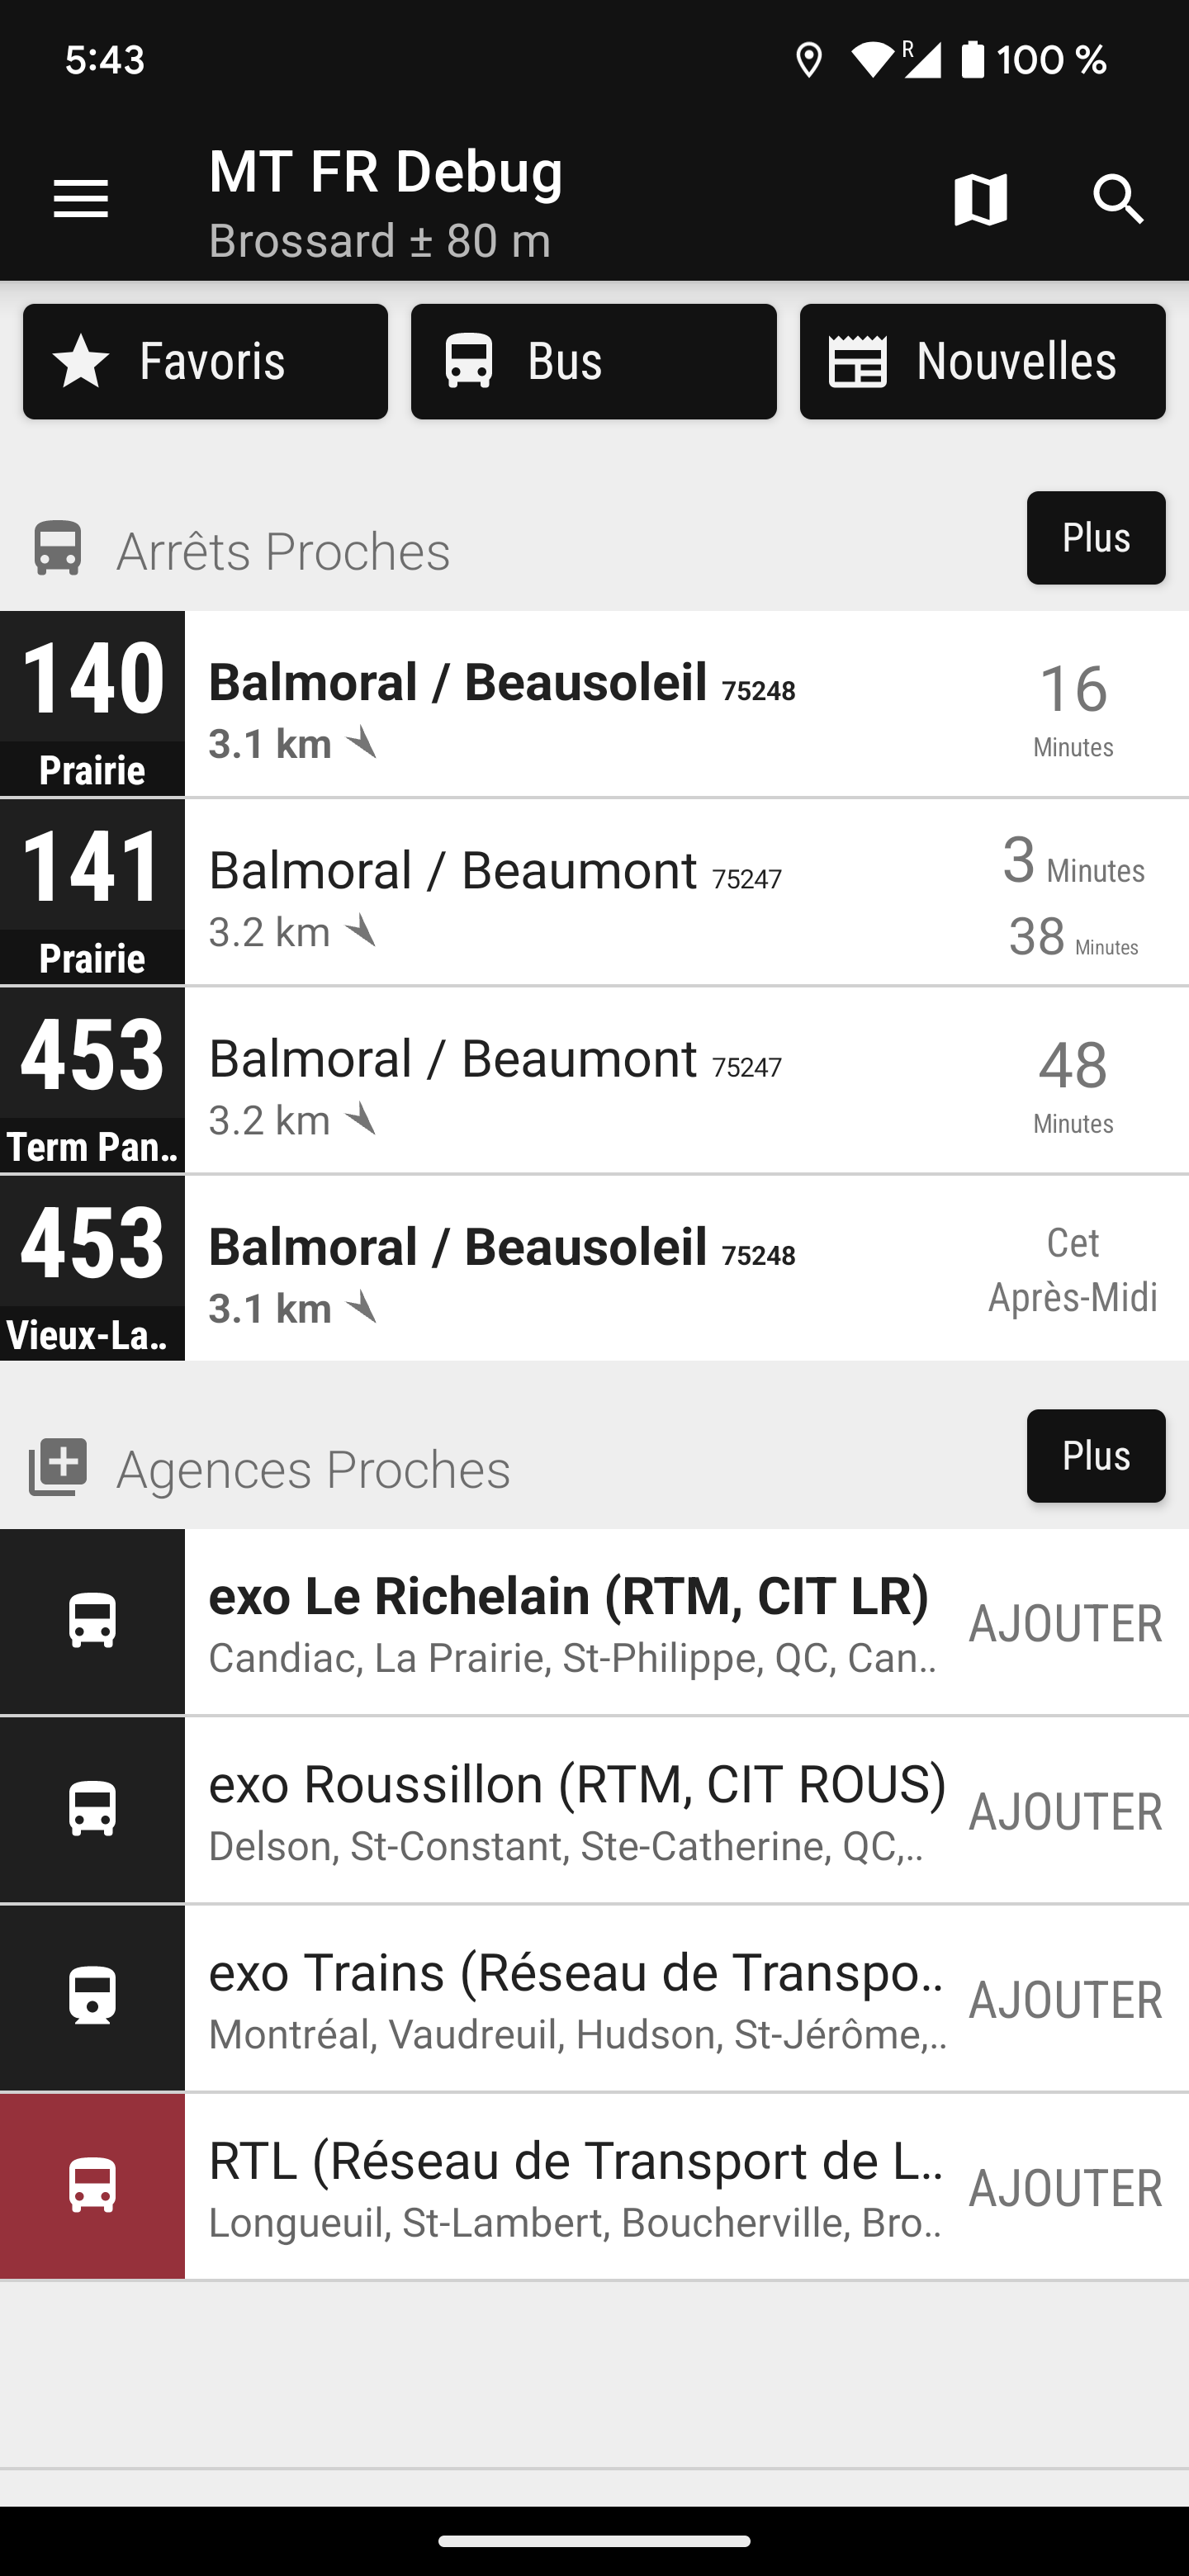 5:43
R
100 %
MT FR Debug
Brossard ± 80 m
Favoris
Bus
Nouvelles
Arrêts Proches
Plus
140
Prairie
Balmoral / Beausoleil 75248
3.1 km
16
Minutes
141
Prairie
Balmoral / Beaumont 75247
3.2 km
3 Minutes
38 Minutes
453
Term Pan..
Balmoral / Beaumont 75247
3.2 km
48
Minutes
453
Vieux-La..
Balmoral / Beausoleil 75248
3.1 km
Cet
Après-Midi
Agences Proches
Plus
exo Le Richelain (RTM, CIT LR)
Candiac, La Prairie, St-Philippe, QC, Can..
AJOUTER
exo Roussillon (RTM, CIT ROUS)
Delson, St-Constant, Ste-Catherine, QC,..
AJOUTER
exo Trains (Réseau de Transpo..
Montréal, Vaudreuil, Hudson, St-Jérôme,..
AJOUTER
RTL (Réseau de Transport de L..
Longueuil, St-Lambert, Boucherville, Bro..
AJOUTER